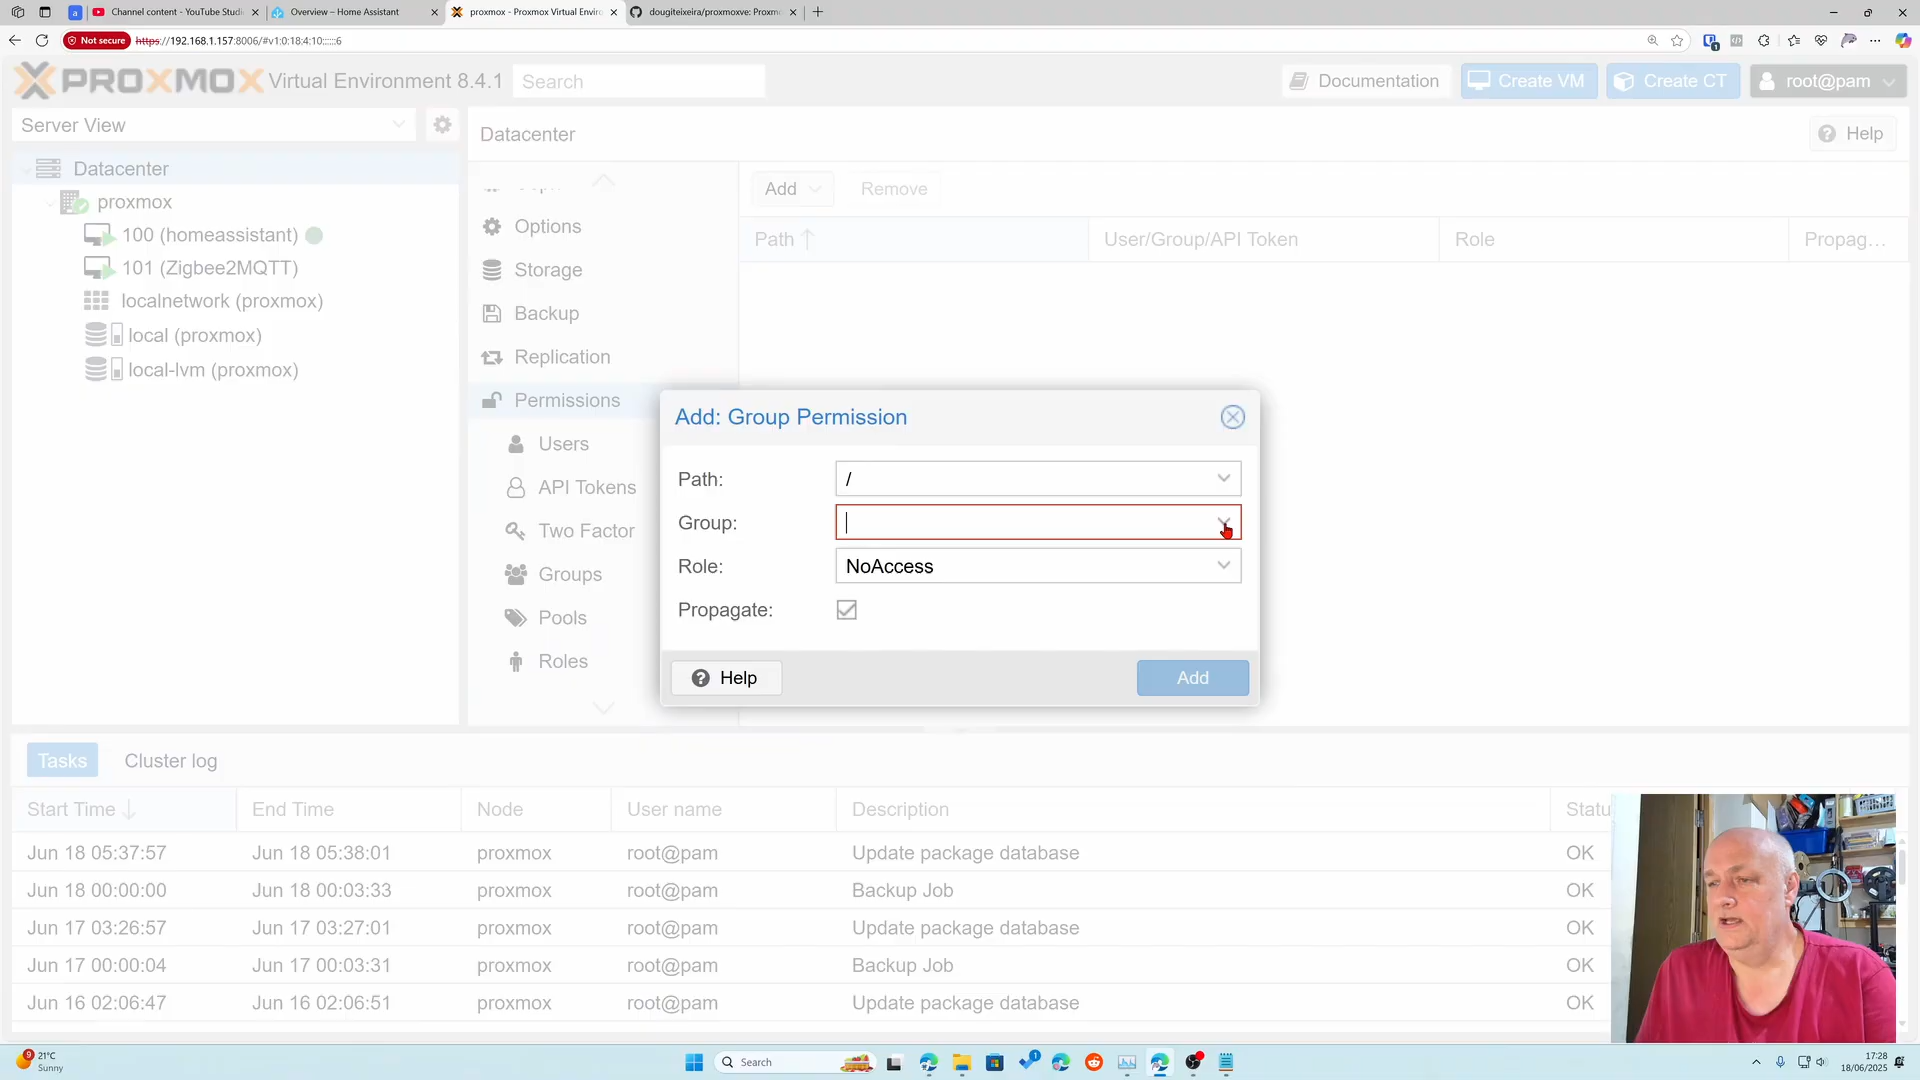 a
Channel content - YouTube Studi
Overview – Home Assistant
proxmox - Proxmox Virtual Enviro
dougiteixeira/proxmoxve: Proxm
Not secure
https://192.168.1.157:8006/#v1:0:18:4:10::::::6
PROXMOX Virtual Environment 8.4.1
Search
Documentation
Create VM
Create CT
root@pam
Server View
Datacenter
Help
Datacenter
proxmox
100 (homeassistant)
101 (Zigbee2MQTT)
localnetwork (proxmox)
local (proxmox)
local-lvm (proxmox)
Options
Storage
Backup
Replication
Permissions
Users
API Tokens
Two Factor
Groups
Pools
Roles
Add
Remove
Path
User/Group/API Token
Role
Propag...
Add: Group Permission
Path:
/
Group:
Role:
NoAccess
Propagate:
Help
Add
Tasks
Cluster log
Start Time
End Time
Node
User name
Description
Statu
Jun 18 05:37:57 Jun 18 05:38:01 proxmox root@pam Update package database OK
Jun 18 00:00:00 Jun 18 00:03:33 proxmox root@pam Backup Job OK
Jun 17 03:26:57 Jun 17 03:27:01 proxmox root@pam Update package database OK
Jun 17 00:00:04 Jun 17 00:03:31 proxmox root@pam Backup Job OK
Jun 16 02:06:47 Jun 16 02:06:51 proxmox root@pam Update package database OK
9
21°C
Sunny
Search
1
17:28
18/06/2025